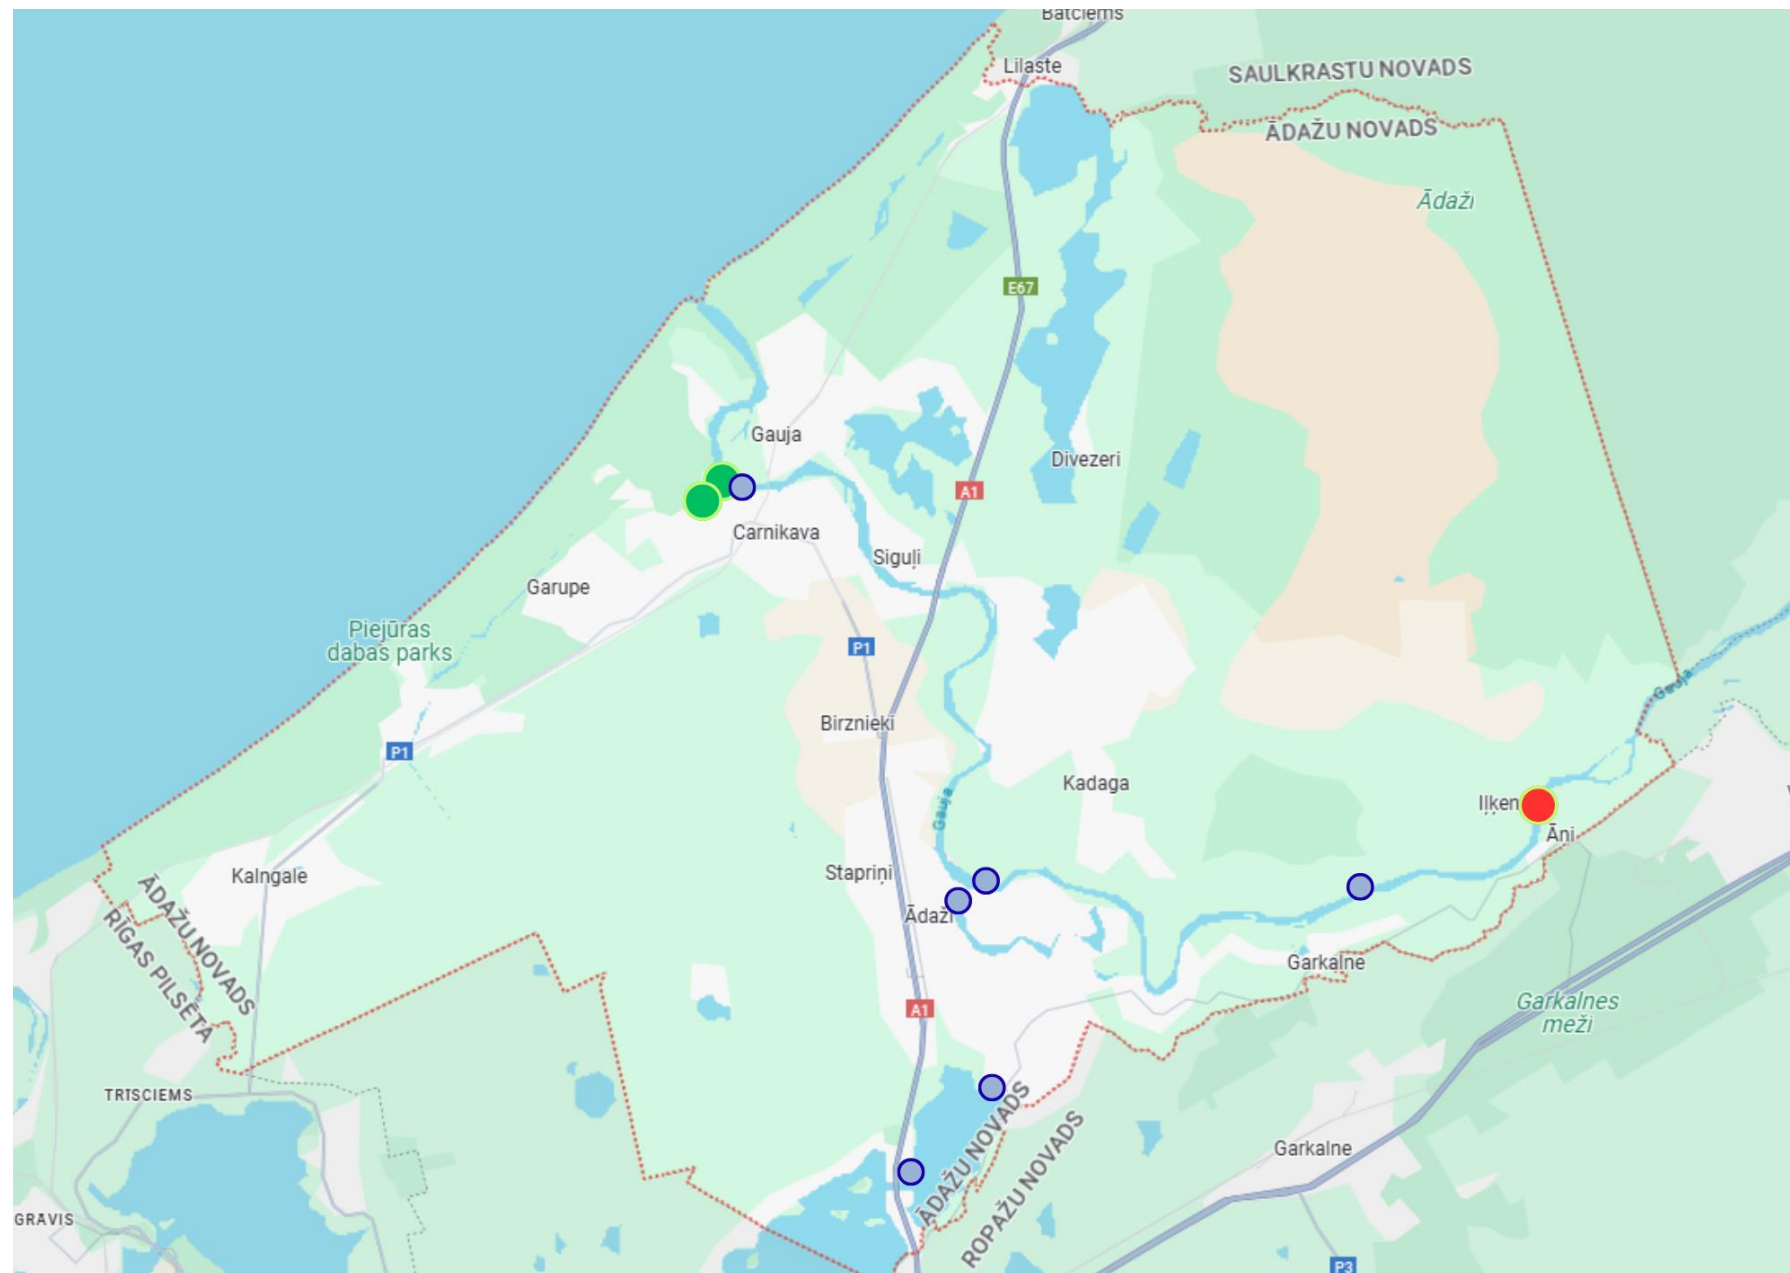 Batciems
Lilaste
SAULKRASTU NOVADS
ĀDAŽU NOVADS
Ādaži
E67
Gauja
Divezeri
A1
Carnikava
Siguļi
Garupe
Piejūras
dabas parks
P1
Gauja
Birznieki
P1
Kadaga
Gauja
Iļķen
Āņi
Stapriņi
Kalngale
ĀDAŽU NOVADS
RĪGAS PILSĒTA
Ādaži
Garkalne
Garkalnes
meži
A1
TRĪSCIEMS
ĀDAŽU NOVADS
ROPAŽU NOVADS
Garkalne
GRAVIS
P3